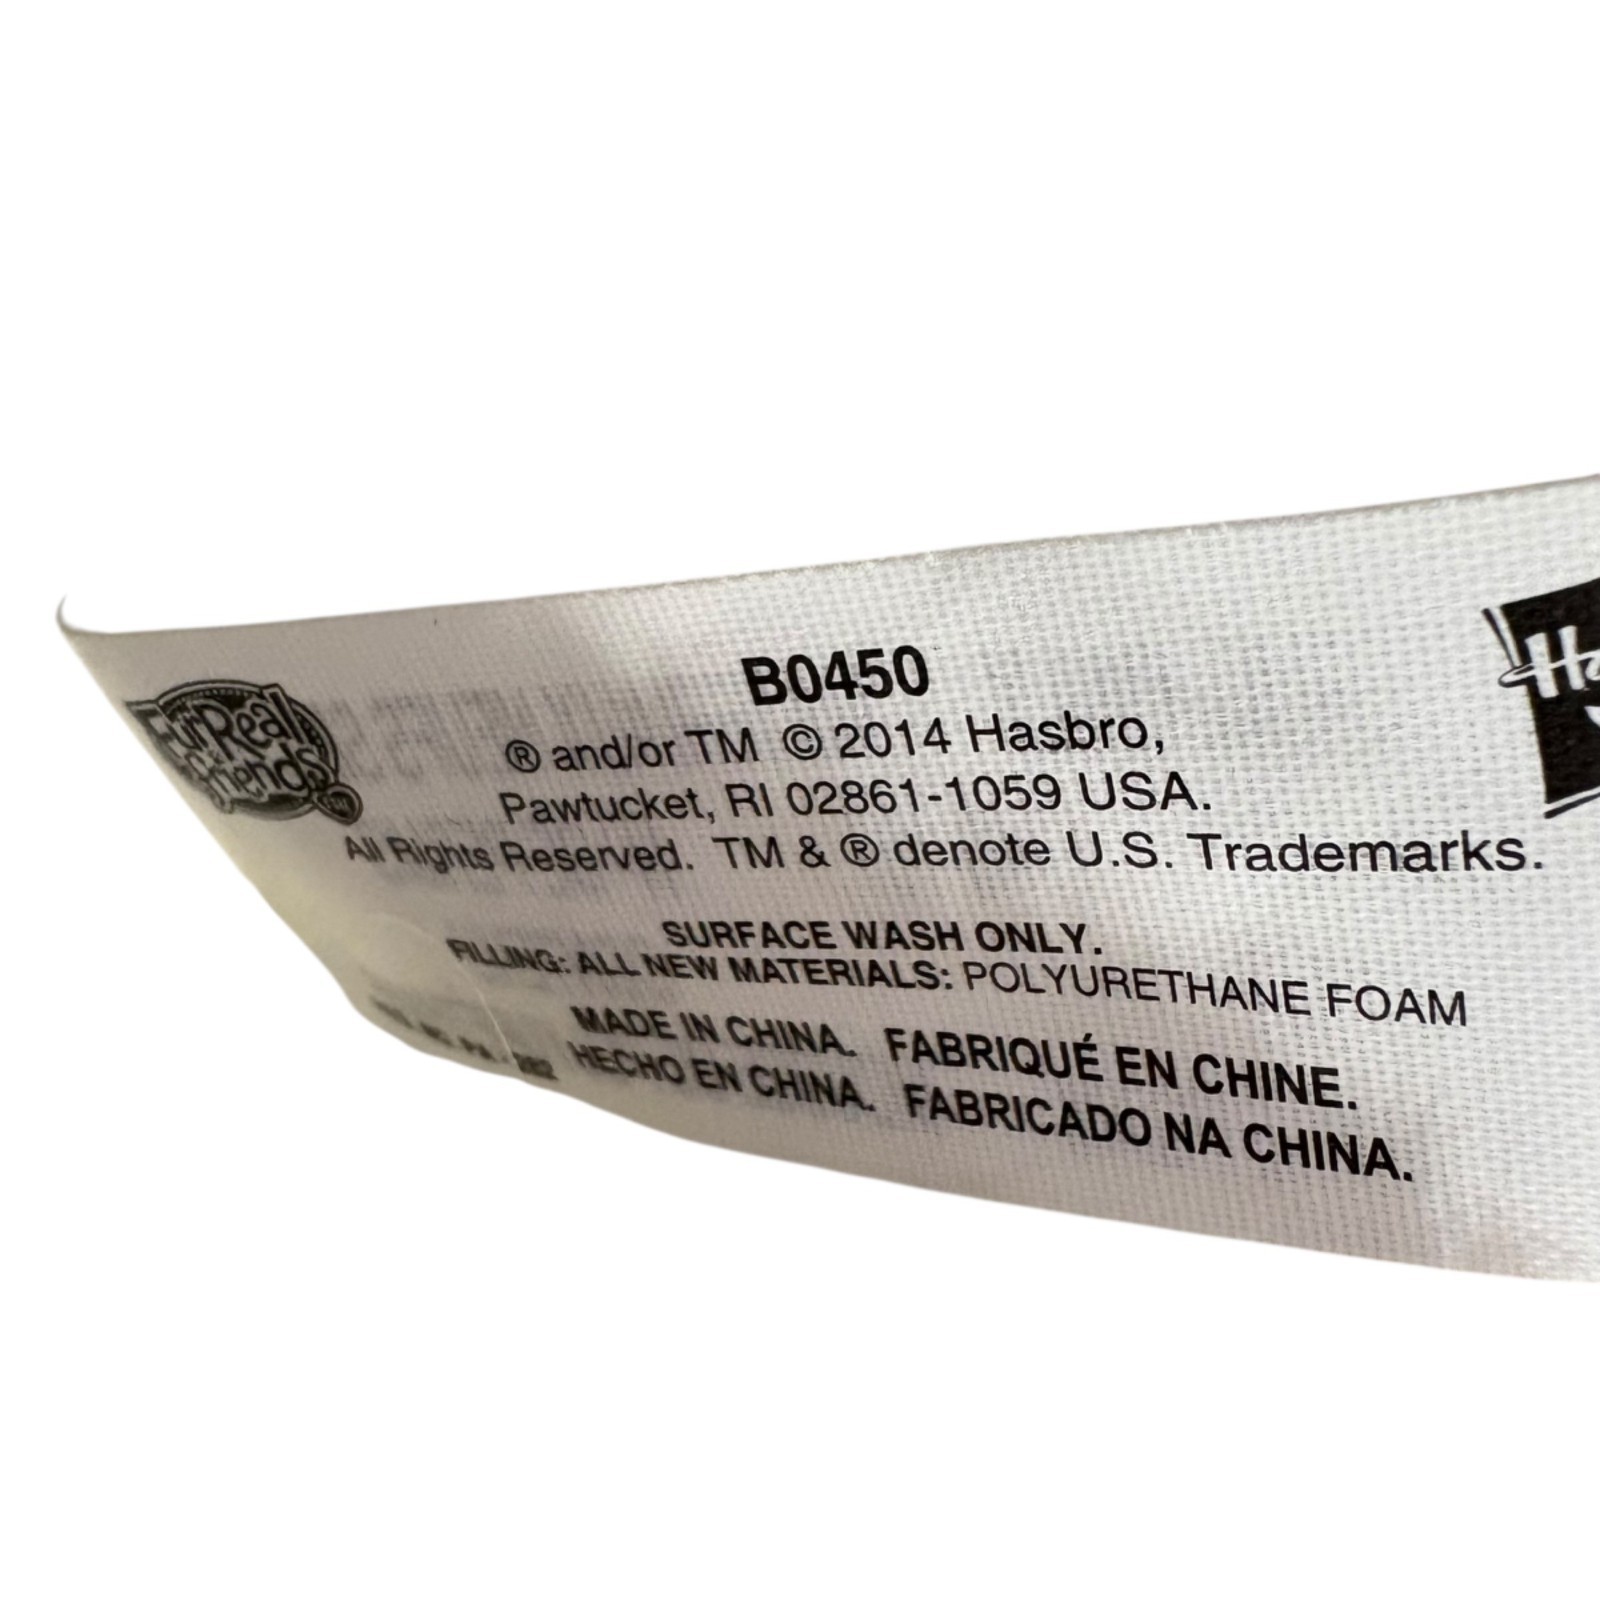 FurReal
friends
B0450
® and/or TM © 2014 Hasbro,
Pawtucket, RI 02861-1059 USA.
All Rights Reserved. TM & ® denote U.S. Trademarks.
SURFACE WASH ONLY.
FILLING: ALL NEW MATERIALS: POLYURETHANE FOAM
MADE IN CHINA. FABRIQUÉ EN CHINE.
HECHO EN CHINA. FABRICADO NA CHINA.